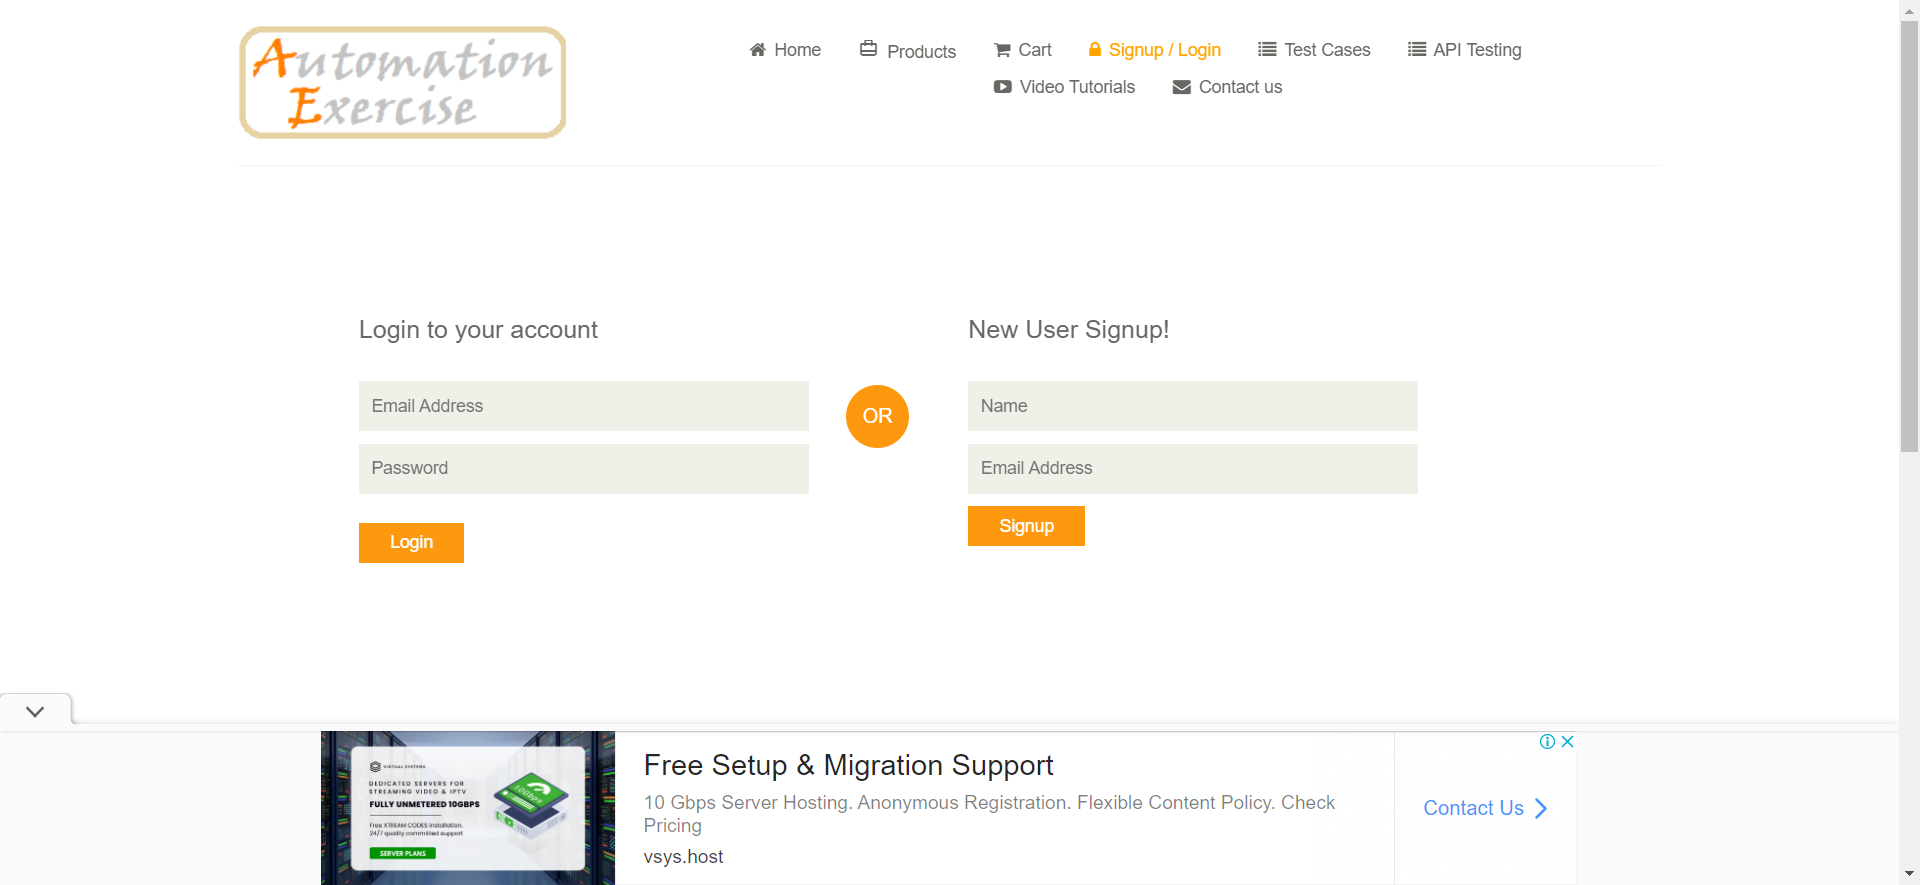 Automation
Exercise
Home
Products
Cart
Signup / Login
Test Cases
API Testing
Video Tutorials
Contact us
Login to your account
Email Address
Password
Login
OR
New User Signup!
Name
Email Address
Signup
VIRTUAL SYSTEMS
DEDICATED SERVERS FOR
STREAMING VIDEO & IPTV
FULLY UNMETERED 10GBPS
Free XTREAM CODES installation.
24/7 quality committed support
SERVER PLANS
10Gbps
Free Setup & Migration Support
10 Gbps Server Hosting. Anonymous Registration. Flexible Content Policy. Check
Pricing
vsys.host
Contact Us